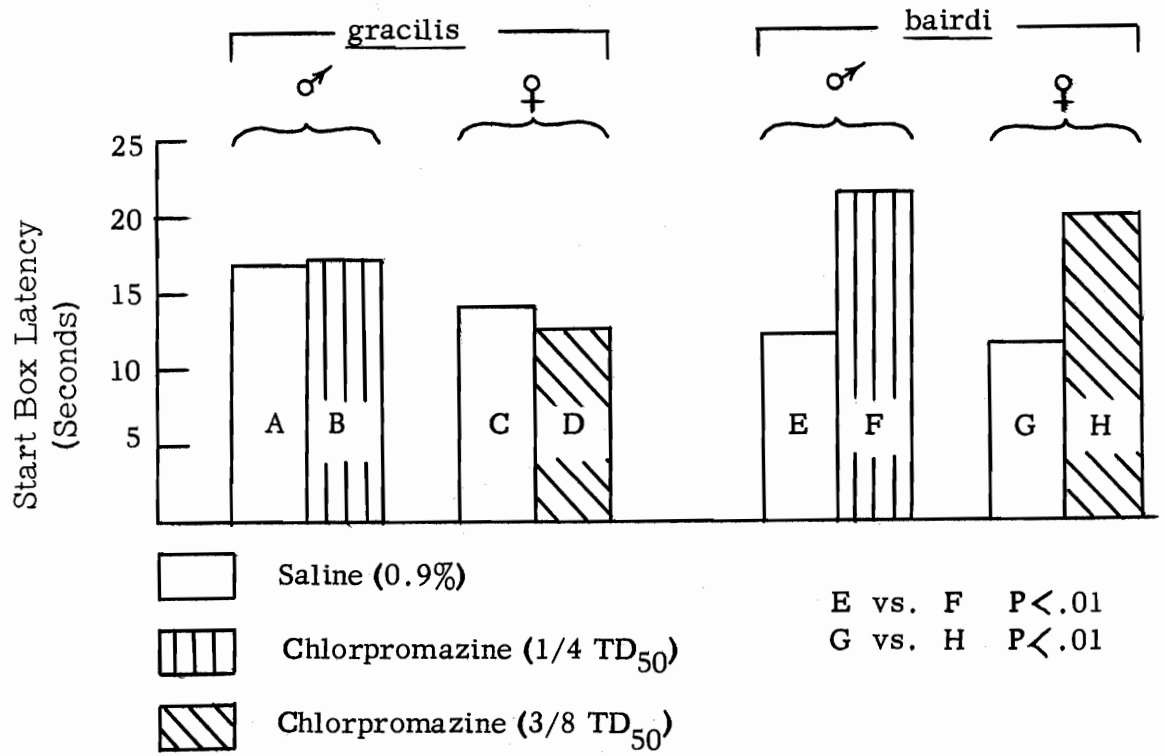 gracilis
bairdi
♂ ♀ ♂ ♀
25
20
15
10
5
Start Box Latency
(Seconds)
A B C D E F G H
Saline (0.9%)
Chlorpromazine (1/4 TD50)
Chlorpromazine (3/8 TD50)
E vs. F P<.01
G vs. H P<.01